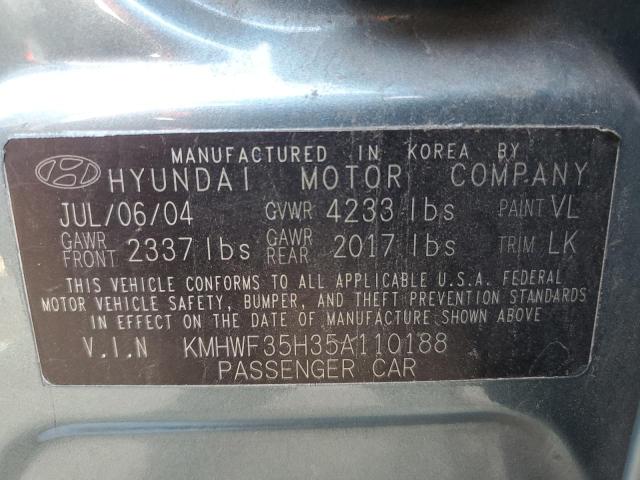 MANUFACTURED IN KOREA BY
HYUNDAI MOTOR COMPANY
JUL/06/04 GVWR 4233 lbs PAINT VL
GAWR FRONT 2337 lbs GAWR REAR 2017 lbs TRIM LK
THIS VEHICLE CONFORMS TO ALL APPLICABLE U.S.A. FEDERAL
MOTOR VEHICLE SAFETY, BUMPER, AND THEFT PREVENTION STANDARDS
IN EFFECT ON THE DATE OF MANUFACTURE SHOWN ABOVE
V.I.N KMHWF35H35A110188
PASSENGER CAR